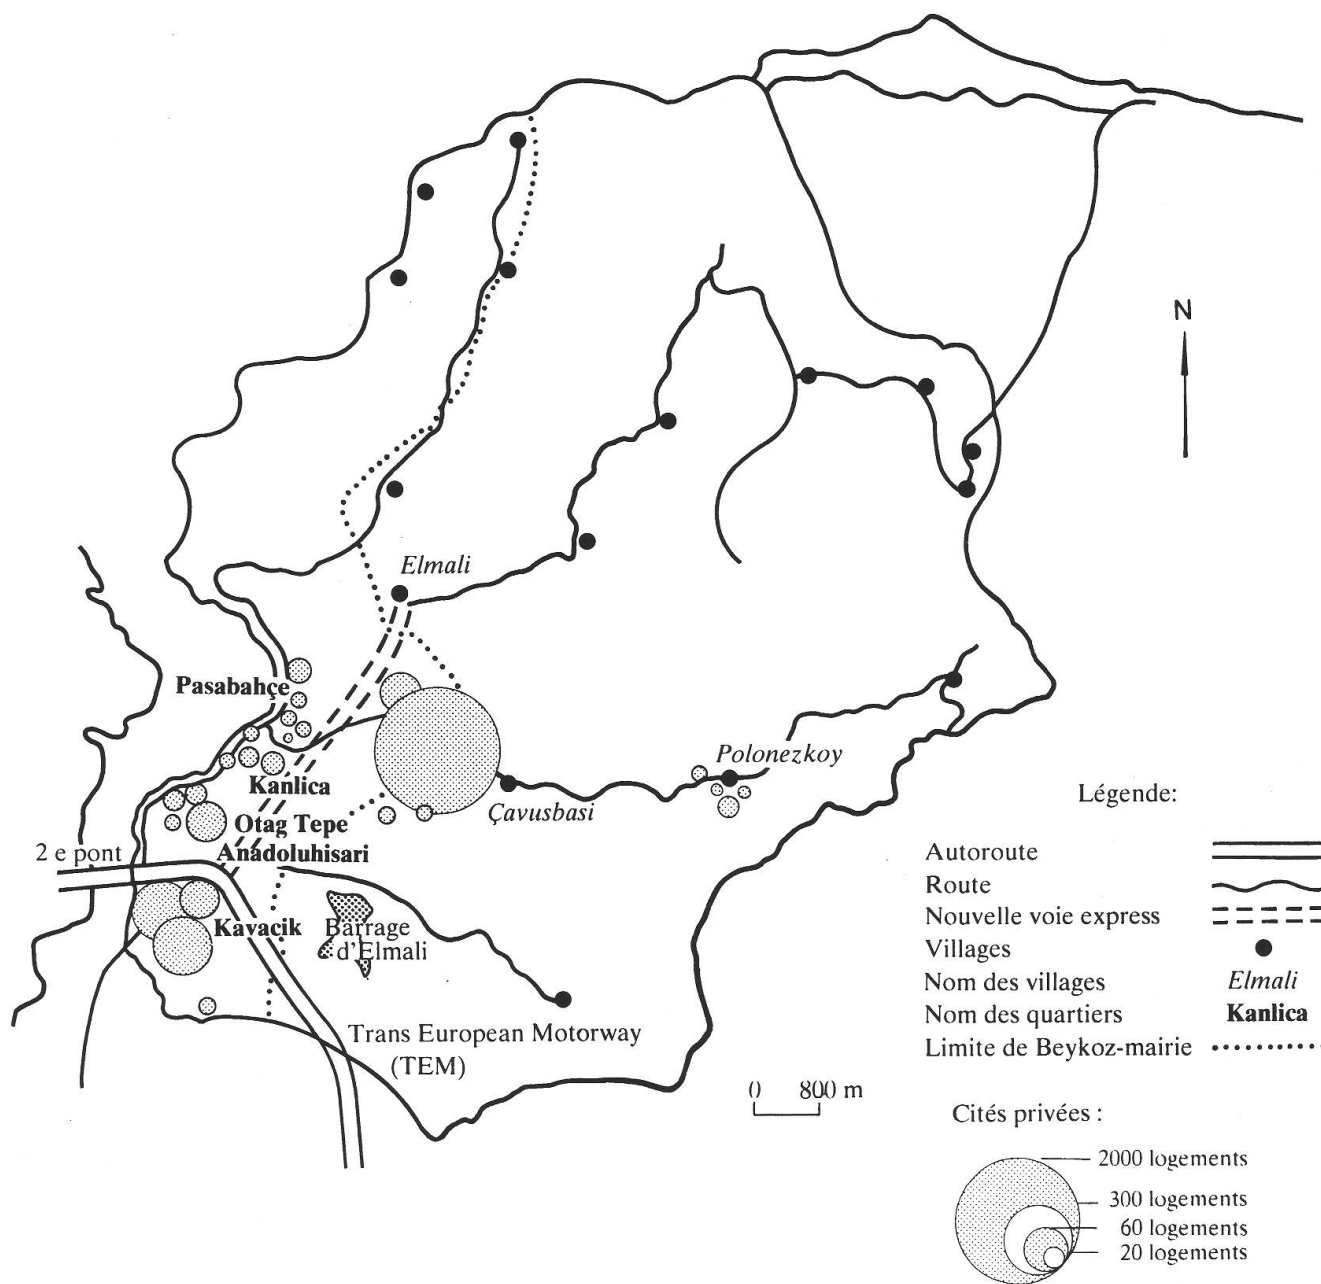 N
Elmali
Pasabahçe
Polonezkoy
Kanlica
Çavusbasi
Otag Tepe
2 e pont
Anadoluhisari
Kavacik
Barrage
d'Elmali
Trans European Motorway
(TEM)
0 800 m
Légende:
Autoroute
Route
Nouvelle voie express
Villages
Nom des villages Elmali
Nom des quartiers Kanlica
Limite de Beykoz-mairie
Cités privées :
2000 logements
300 logements
60 logements
20 logements